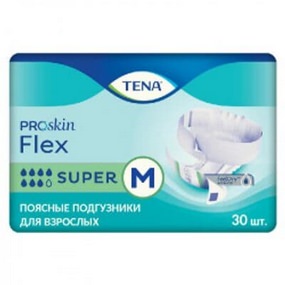 TENA
PROskin
Flex
SUPER M
ПОЯСНЫЕ ПОДГУЗНИКИ
ДЛЯ ВЗРОСЛЫХ
30 шт.